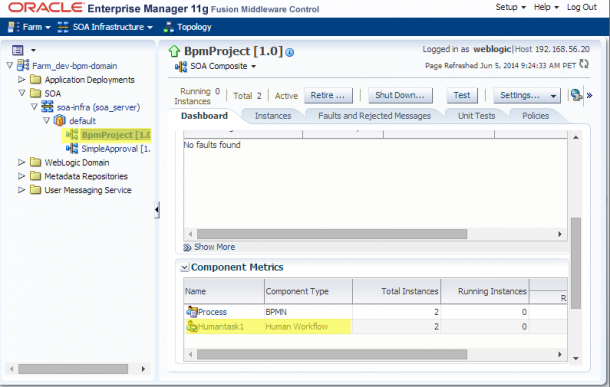 ORACLE Enterprise Manager 11g Fusion Middleware Control
Setup Help Log Out
Farm SOA Infrastructure Topology
Farm_dev-bpm-domain
Application Deployments
SOA
soa-infra (soa_server)
default
BpmProject [1.0
SimpleApproval [1.
WebLogic Domain
Metadata Repositories
User Messaging Service
BpmProject [1.0]
Logged in as weblogic|Host 192.168.56.20
SOA Composite
Page Refreshed Jun 5, 2014 9:24:33 AM PET
Running Instances 0 Total 2 Active Retire ... Shut Down... Test Settings...
Dashboard Instances Faults and Rejected Messages Unit Tests Policies
No faults found
Show More
Component Metrics
Name Component Type Total Instances Running Instances
R
Process BPMN 2 0
Humantask1 Human Workflow 2 0